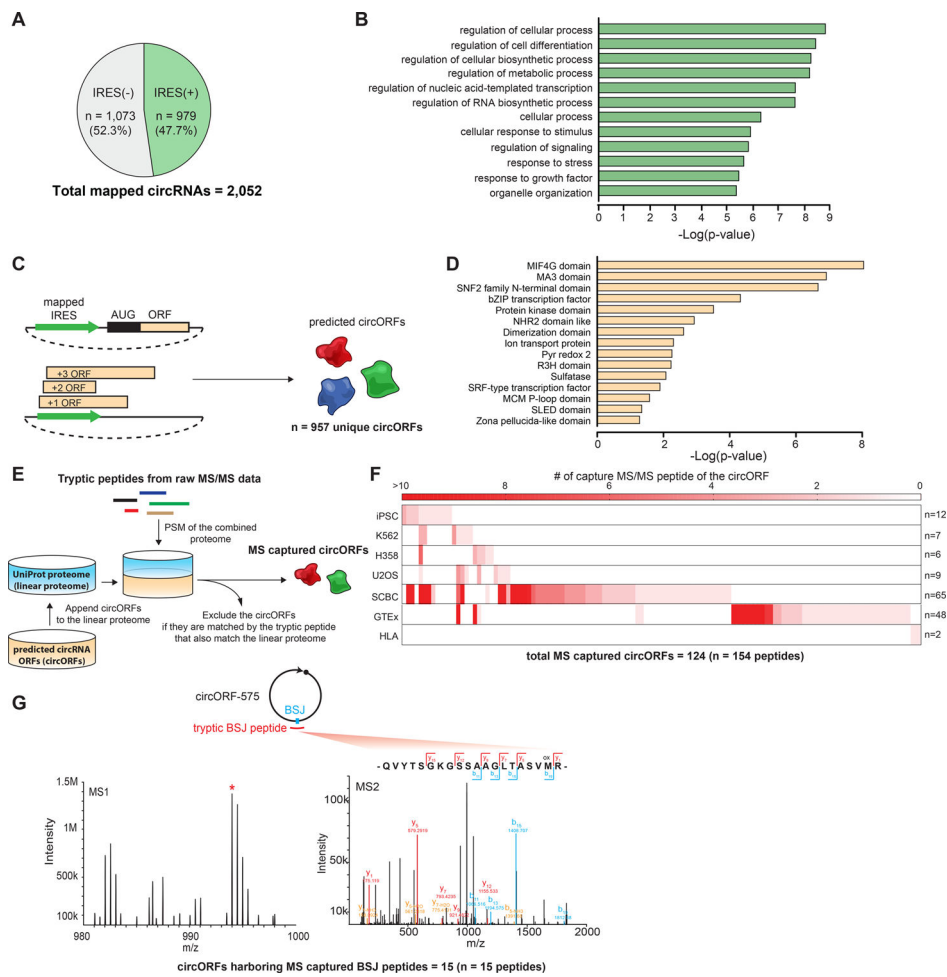 A
IRES(-)
n = 1,073
(52.3%)
IRES(+)
n = 979
(47.7%)
Total mapped circRNAs = 2,052
B
regulation of cellular process
regulation of cell differentiation
regulation of cellular biosynthetic process
regulation of metabolic process
regulation of nucleic acid-templated transcription
regulation of RNA biosynthetic process
cellular process
cellular response to stimulus
regulation of signaling
response to stress
response to growth factor
organelle organization
0 1 2 3 4 5 6 7 8 9
-Log(p-value)
C
mapped
IRES
AUG
ORF
+3 ORF
+2 ORF
+1 ORF
predicted circORFs
n = 957 unique circORFs
D
MIF4G domain
MA3 domain
SNF2 family N-terminal domain
bZIP transcription factor
Protein kinase domain
NHR2 domain like
Dimerization domain
Ion transport protein
Pyr redox 2
R3H domain
Sulfatase
SRF-type transcription factor
MCM P-loop domain
SLED domain
Zona pellucida-like domain
0 2 4 6 8
-Log(p-value)
E
Tryptic peptides from raw MS/MS data
PSM of the combined
proteome
UniProt proteome
(linear proteome)
Append circORFs
to the linear proteome
predicted circRNA
ORFs (circORFs)
MS captured circORFs
Exclude the circORFs
if they are matched by the tryptic peptide
that also match the linear proteome
F
# of capture MS/MS peptide of the circORF
>10 8 6 4 2 0
iPSC n=12
K562 n=7
H358 n=6
U2OS n=9
SCBC n=65
GTEx n=48
HLA n=2
total MS captured circORFs = 124 (n = 154 peptides)
G
circORF-575
BSJ
tryptic BSJ peptide
ox
-QVYTSGKGSSAAGLTASVMR-
MS1
1.5M
1M
500k
100k
Intensity
*
980 990 1000
m/z
MS2
100k
50k
0
Intensity
500 1000 1500 2000
m/z
circORFs harboring MS captured BSJ peptides = 15 (n = 15 peptides)